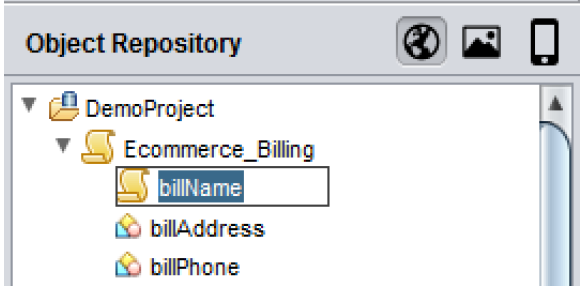 Object Repository
DemoProject
Ecommerce_Billing
billName
billAddress
billPhone